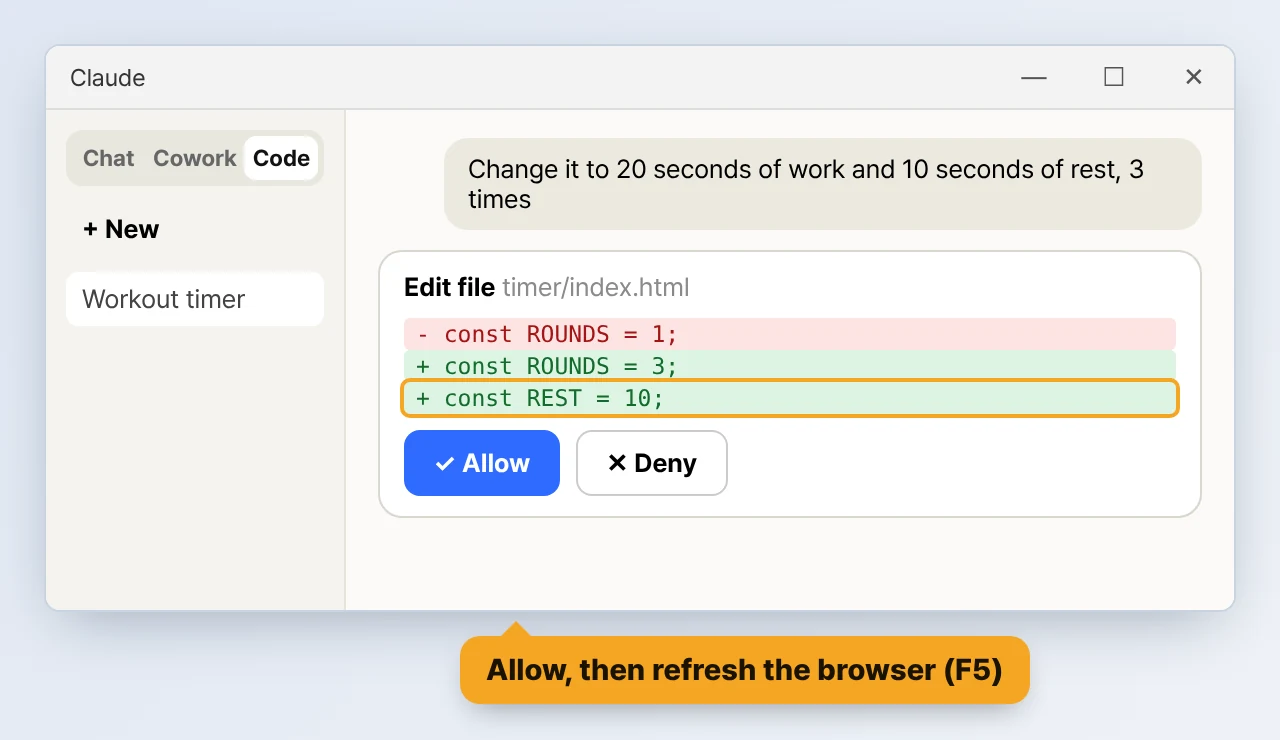 Claude
Chat Cowork Code
+ New
Workout timer
Change it to 20 seconds of work and 10 seconds of rest, 3
times
Edit file timer/index.html
- const ROUNDS = 1;
+ const ROUNDS = 3;
+ const REST = 10;
✓ Allow ✕ Deny
Allow, then refresh the browser (F5)